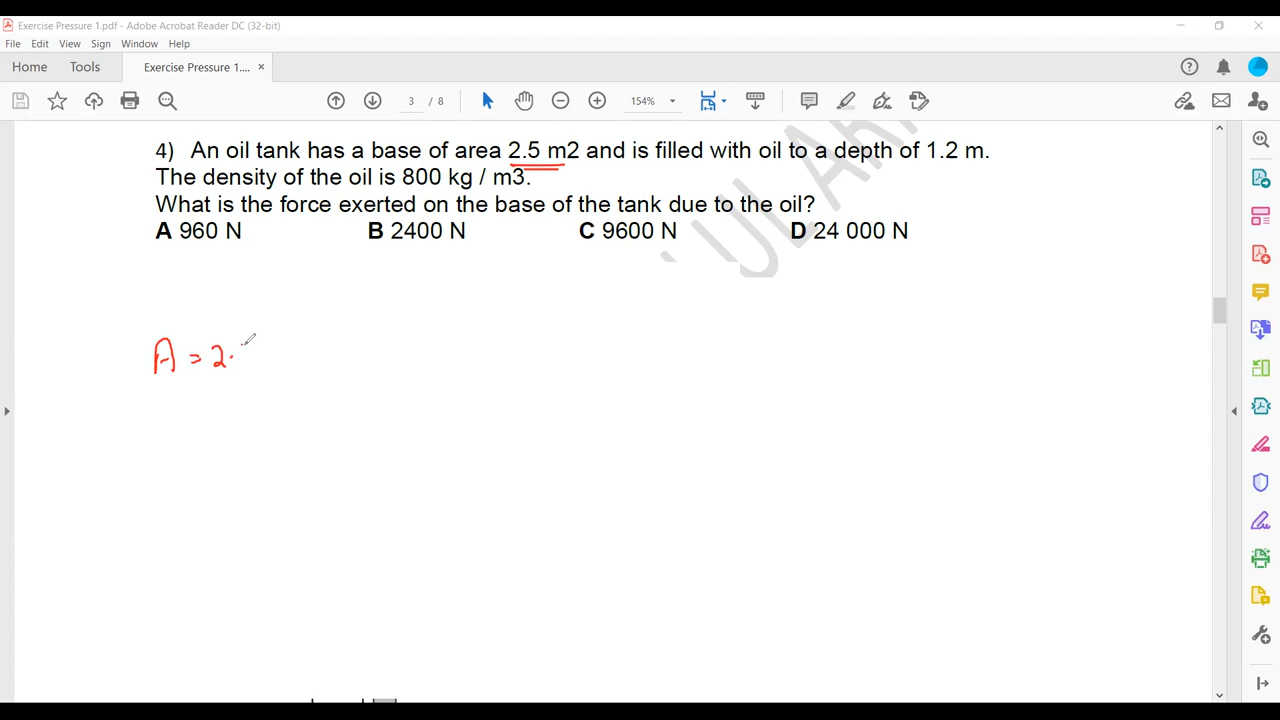 Exercise Pressure 1.pdf - Adobe Acrobat Reader DC (32-bit)
File Edit View Sign Window Help
Home Tools Exercise Pressure 1.... ×
3 / 8 154%
4) An oil tank has a base of area 2.5 m2 and is filled with oil to a depth of 1.2 m.
The density of the oil is 800 kg / m3.
What is the force exerted on the base of the tank due to the oil?
A 960 N B 2400 N C 9600 N D 24 000 N
A = 2.